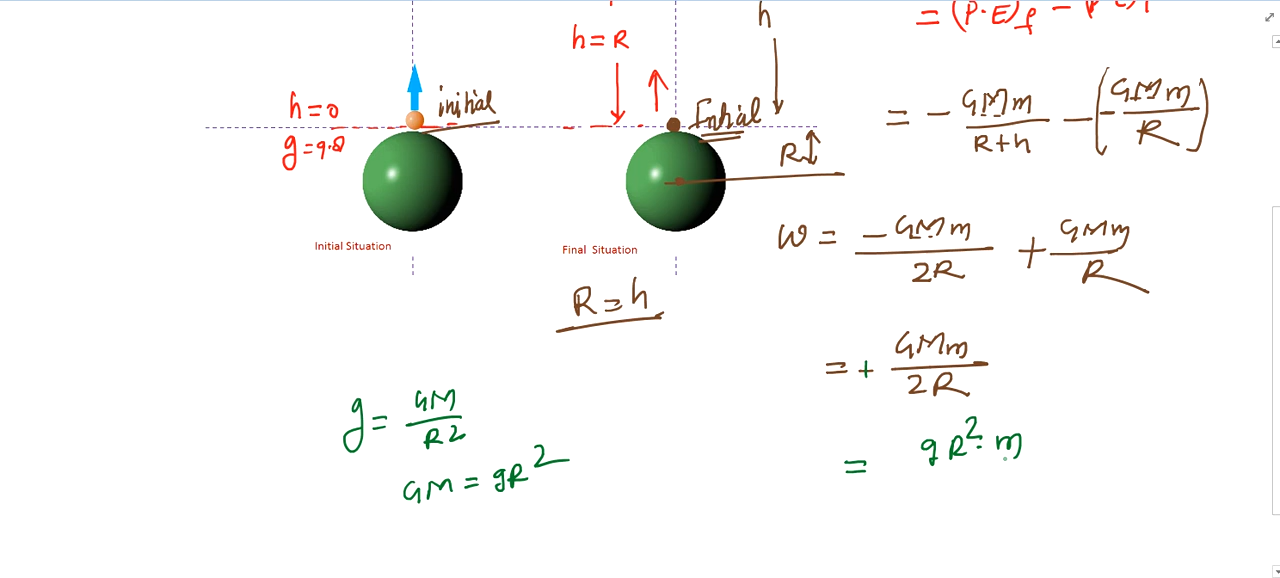 = (P.E)f - P.E)i
h
h = R
initial
h = 0
g = 9.8
Initial
R
= - GMm / R+h - (- GMm / R)
Initial Situation
Final Situation
W = - GMm / 2R + GMm / R
R = h
= + GMm / 2R
g = GM / R2
GM = gR²
= gR². m